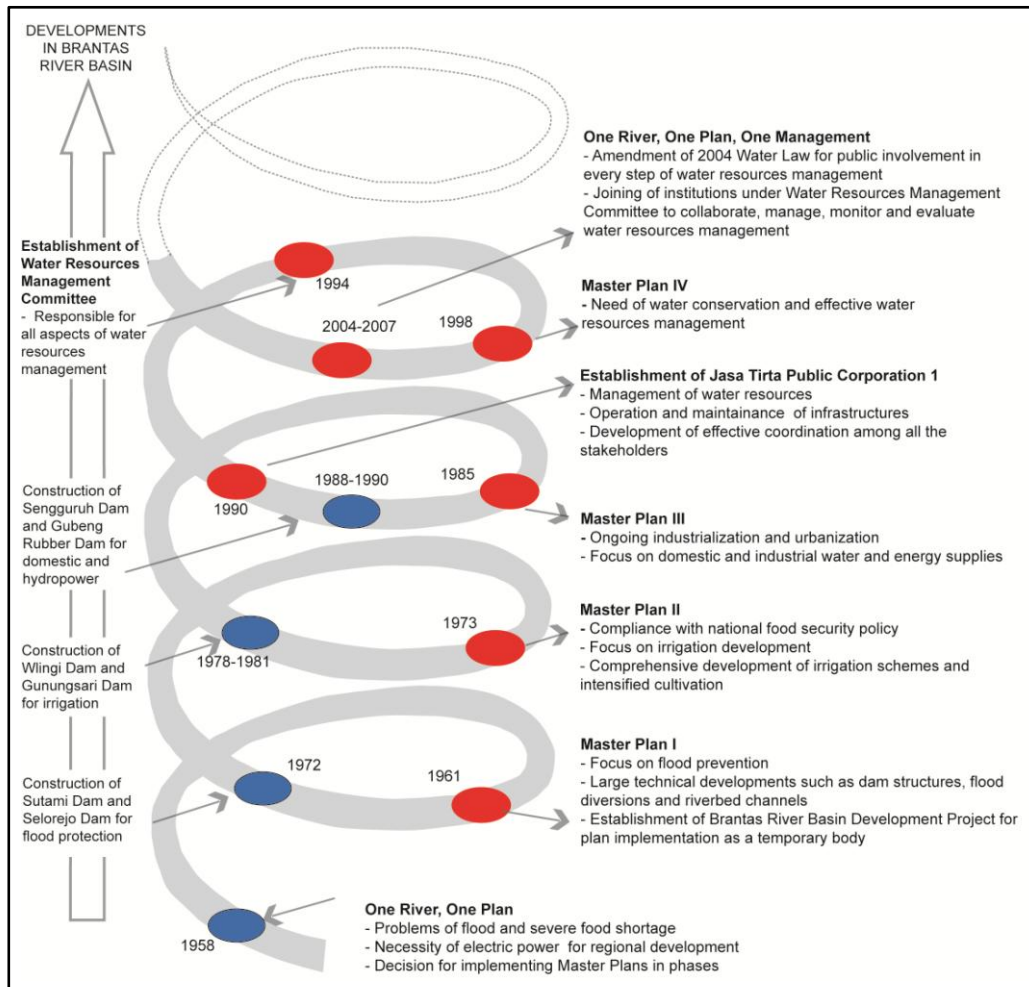 DEVELOPMENTS
IN BRANTAS
RIVER BASIN
One River, One Plan, One Management
- Amendment of 2004 Water Law for public involvement in
every step of water resources management
- Joining of institutions under Water Resources Management
Committee to collaborate, manage, monitor and evaluate
water resources management
Establishment of
Water Resources
Management
Committee
- Responsible for
all aspects of water
resources
management
1994
2004-2007
1998
Master Plan IV
- Need of water conservation and effective water
resources management
Establishment of Jasa Tirta Public Corporation 1
- Management of water resources
- Operation and maintainance of infrastructures
- Development of effective coordination among all the
stakeholders
Construction of
Sengguruh Dam
and Gubeng
Rubber Dam for
domestic and
hydropower
1990
1988-1990
1985
Master Plan III
- Ongoing industrialization and urbanization
- Focus on domestic and industrial water and energy supplies
Construction of
Wlingi Dam and
Gunungsari Dam
for irrigation
1978-1981
1973
Master Plan II
- Compliance with national food security policy
- Focus on irrigation development
- Comprehensive development of irrigation schemes and
intensified cultivation
Construction of
Sutami Dam and
Selorejo Dam for
flood protection
1972
1961
Master Plan I
- Focus on flood prevention
- Large technical developments such as dam structures, flood
diversions and riverbed channels
- Establishment of Brantas River Basin Development Project for
plan implementation as a temporary body
1958
One River, One Plan
- Problems of flood and severe food shortage
- Necessity of electric power for regional development
- Decision for implementing Master Plans in phases